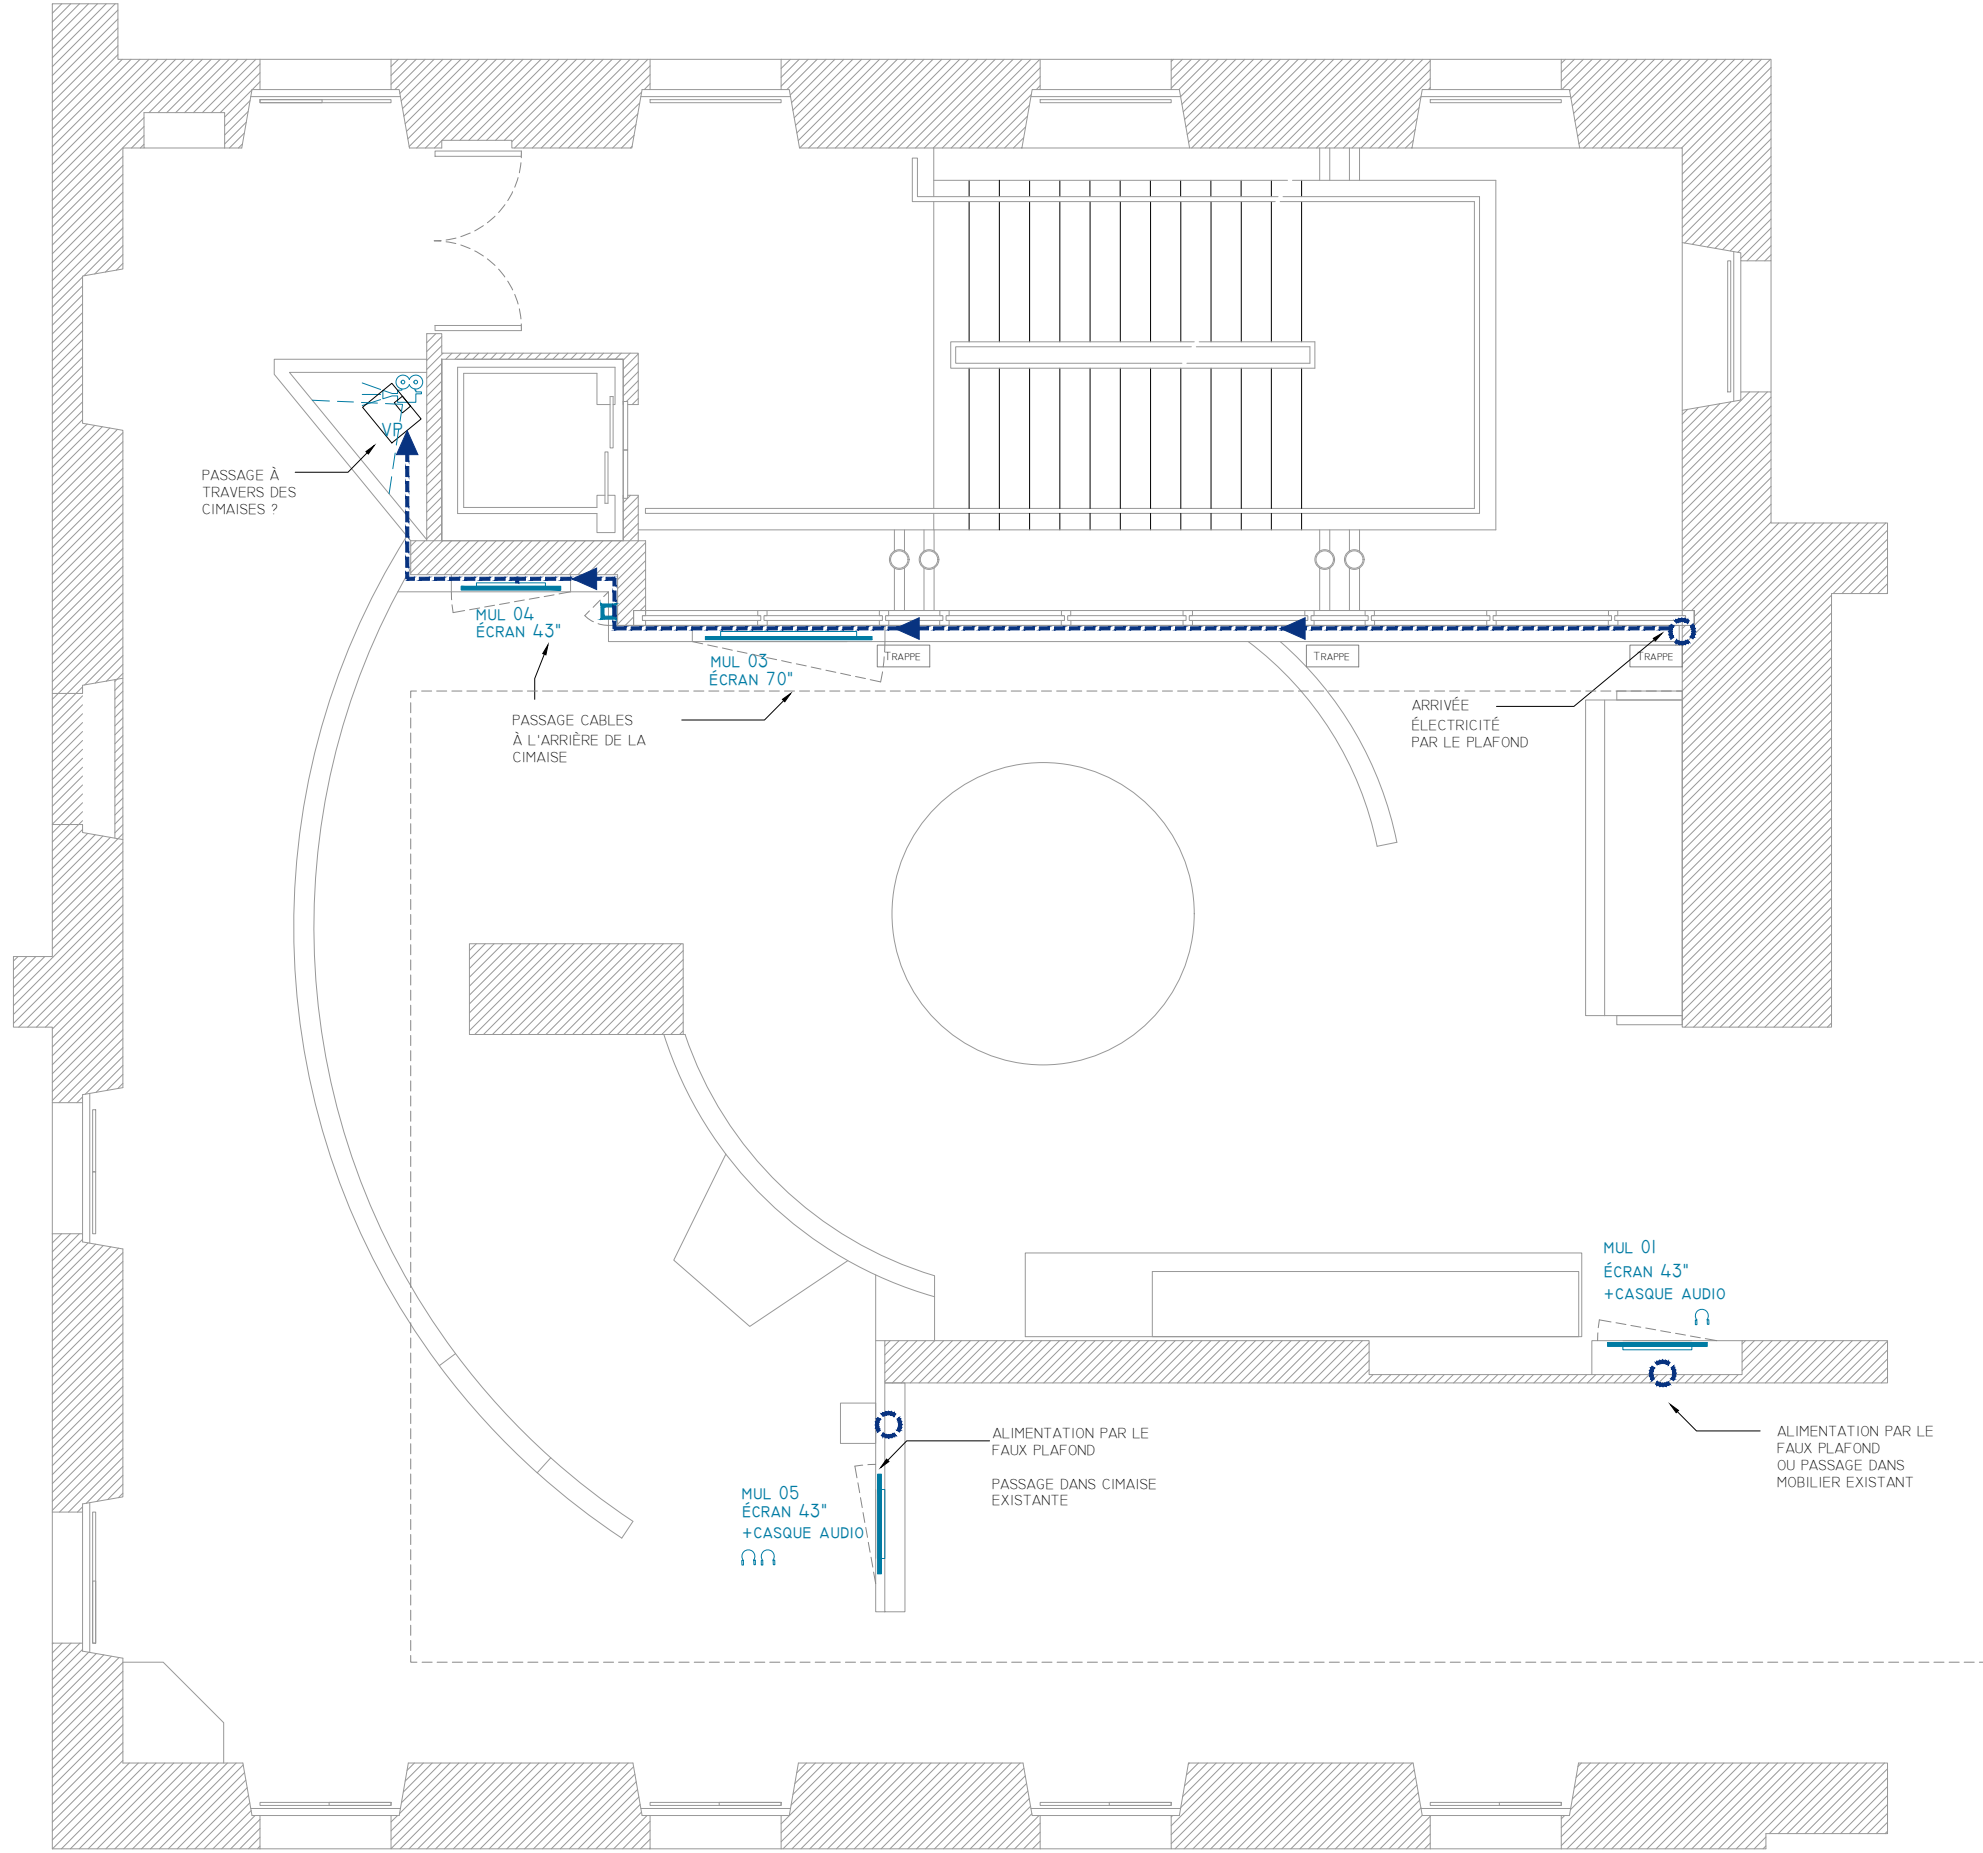 VP
PASSAGE À
TRAVERS DES
CIMAISES ?
MUL 04
ÉCRAN 43"
MUL 03
ÉCRAN 70"
TRAPPE
TRAPPE
TRAPPE
PASSAGE CABLES
À L'ARRIÈRE DE LA
CIMAISE
ARRIVÉE
ÉLECTRICITÉ
PAR LE PLAFOND
MUL 01
ÉCRAN 43"
+CASQUE AUDIO
ALIMENTATION PAR LE
FAUX PLAFOND
PASSAGE DANS CIMAISE
EXISTANTE
ALIMENTATION PAR LE
FAUX PLAFOND
OU PASSAGE DANS
MOBILIER EXISTANT
MUL 05
ÉCRAN 43"
+CASQUE AUDIO